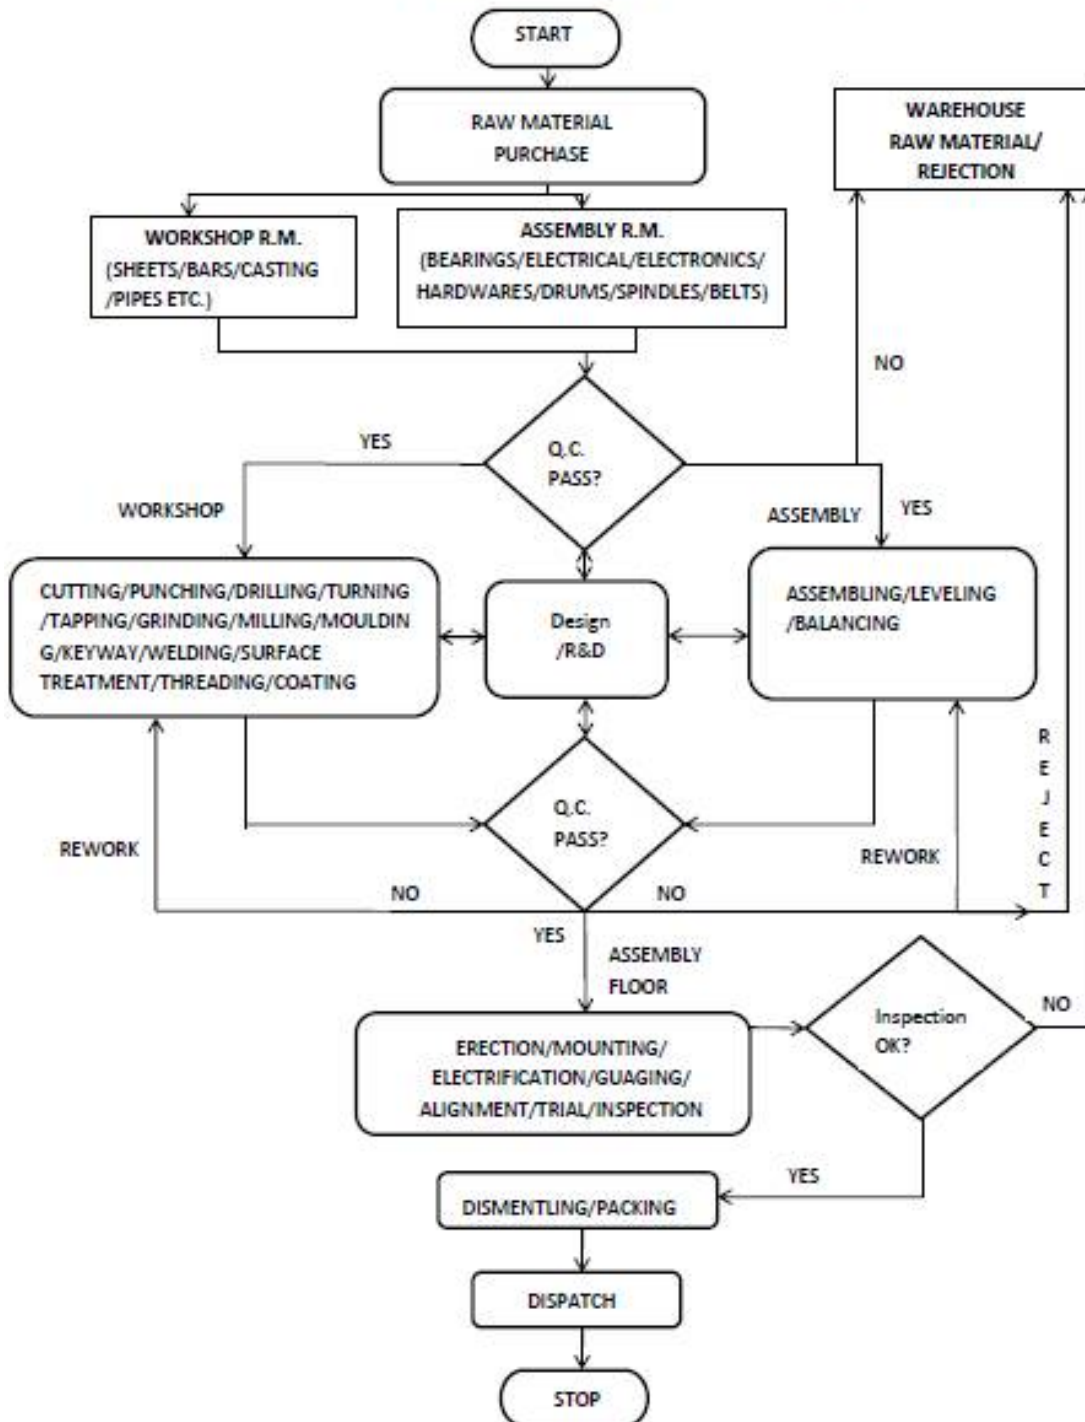 START
RAW MATERIAL
PURCHASE
WAREHOUSE
RAW MATERIAL/
REJECTION
WORKSHOP R.M.
(SHEETS/BARS/CASTING
/PIPES ETC.)
ASSEMBLY R.M.
(BEARINGS/ELECTRICAL/ELECTRONICS/
HARDWARES/DRUMS/SPINDLES/BELTS)
NO
YES
Q.C.
PASS?
WORKSHOP
ASSEMBLY
YES
CUTTING/PUNCHING/DRILLING/TURNING
/TAPPING/GRINDING/MILLING/MOULDIN
G/KEYWAY/WELDING/SURFACE
TREATMENT/THREADING/COATING
Design
/R&D
ASSEMBLING/LEVELING
/BALANCING
R
E
J
E
C
T
Q.C.
PASS?
REWORK
REWORK
NO
NO
YES
ASSEMBLY
FLOOR
Inspection
OK?
NO
ERECTION/MOUNTING/
ELECTRIFICATION/GUAGING/
ALIGNMENT/TRIAL/INSPECTION
YES
DISMENTLING/PACKING
DISPATCH
STOP